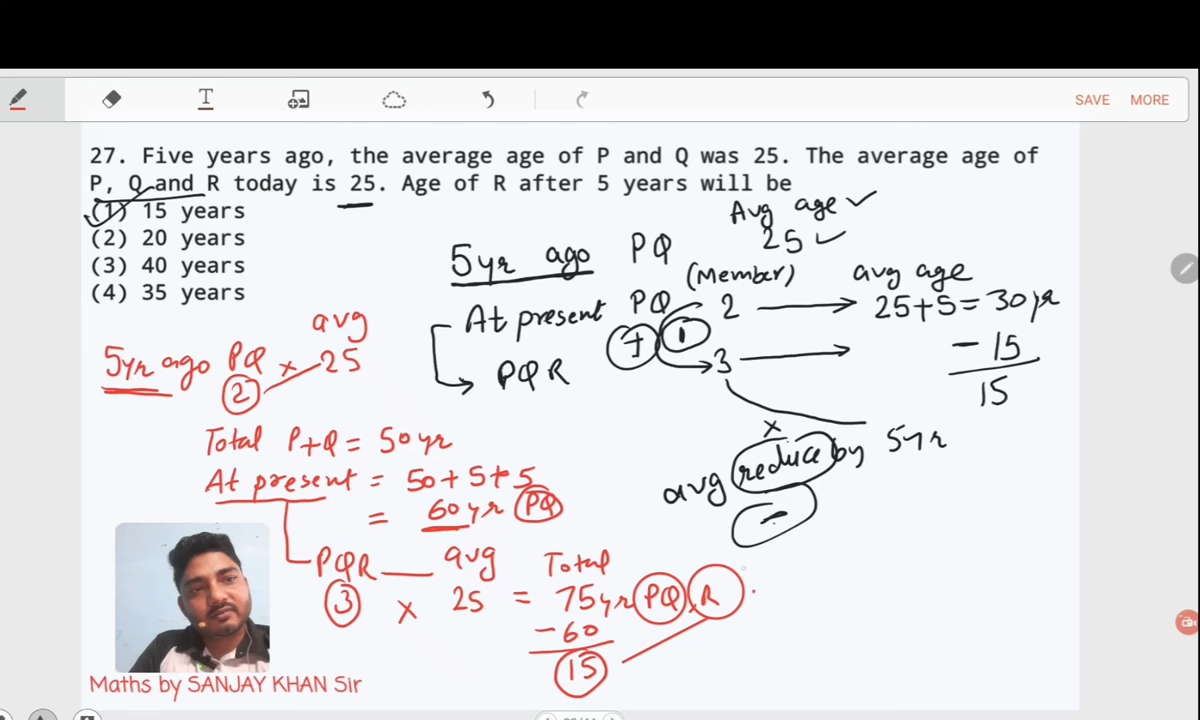 SAVE MORE
27. Five years ago, the average age of P and Q was 25. The average age of
P, Q and R today is 25. Age of R after 5 years will be
(1) 15 years
(2) 20 years
(3) 40 years
(4) 35 years
Avg age
5yr ago PQ 25
(Member) avg age
At present PQ 2 25+5=30yr
+ 1
PQR 3
-15
15
avg reduce by 5yr
-
avg
5yr ago PQ × 25
2
Total P+Q = 50yr
At present = 50+5+5
= 60yr PQ
PQR avg Total
3 × 25 = 75yr PQ, R
-60
15
Maths by SANJAY KHAN Sir